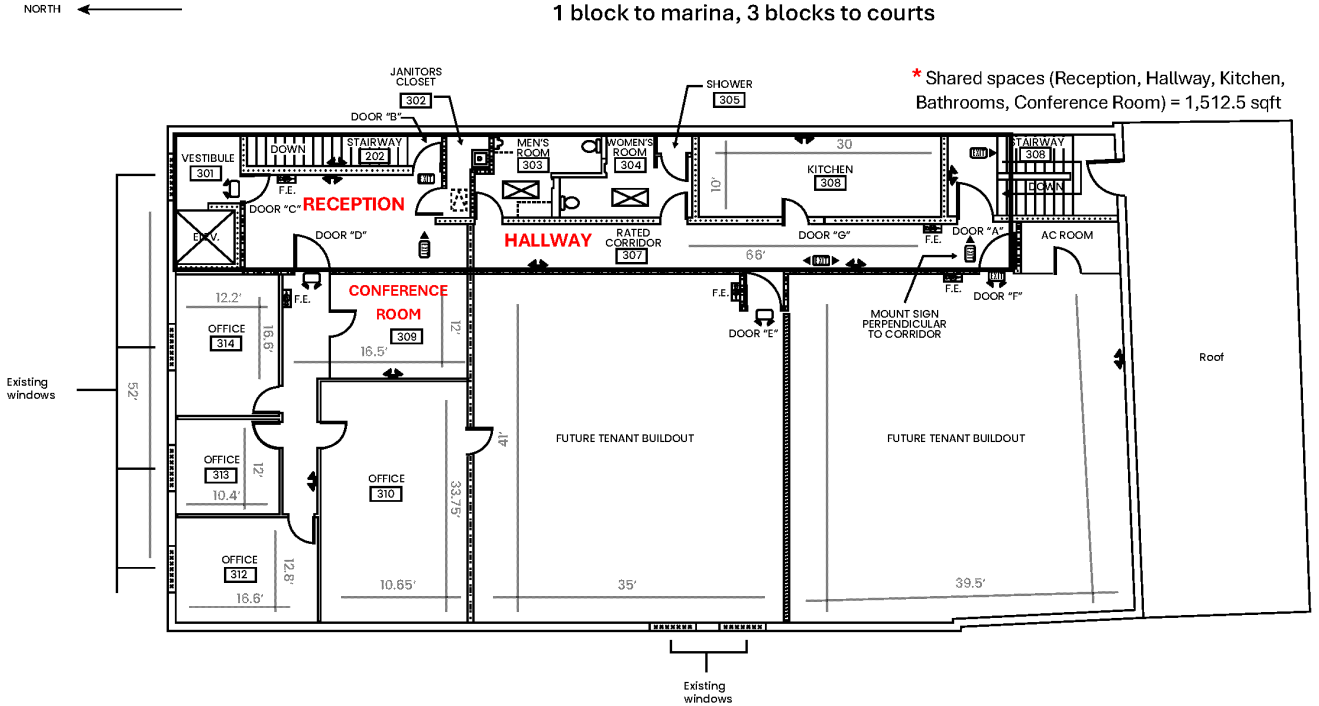 NORTH
1 block to marina, 3 blocks to courts
* Shared spaces (Reception, Hallway, Kitchen,
Bathrooms, Conference Room) = 1,512.5 sqft
JANITORS
CLOSET
302
DOOR "B"
SHOWER
305
VESTIBULE
301
DOWN
STAIRWAY
202
F.E.
DOOR "C"
RECEPTION
DOOR "D"
ELEV.
MEN'S
ROOM
303
WOMEN'S
ROOM
304
HALLWAY
RATED
CORRIDOR
307
66'
30
10'
KITCHEN
308
DOOR "G"
F.E.
DOOR "A"
EXIT
STAIRWAY
308
DOWN
AC ROOM
F.E.
EXIT
DOOR "F"
MOUNT SIGN
PERPENDICULAR
TO CORRIDOR
F.E.
DOOR "E"
F.E.
CONFERENCE
ROOM
309
16.5'
12'
12.2'
OFFICE
314
16.6'
OFFICE
313
12'
10.4'
OFFICE
312
12.8'
16.6'
OFFICE
310
33.75'
10.65'
41'
FUTURE TENANT BUILDOUT
35'
FUTURE TENANT BUILDOUT
39.5'
Roof
Existing
windows
52'
Existing
windows